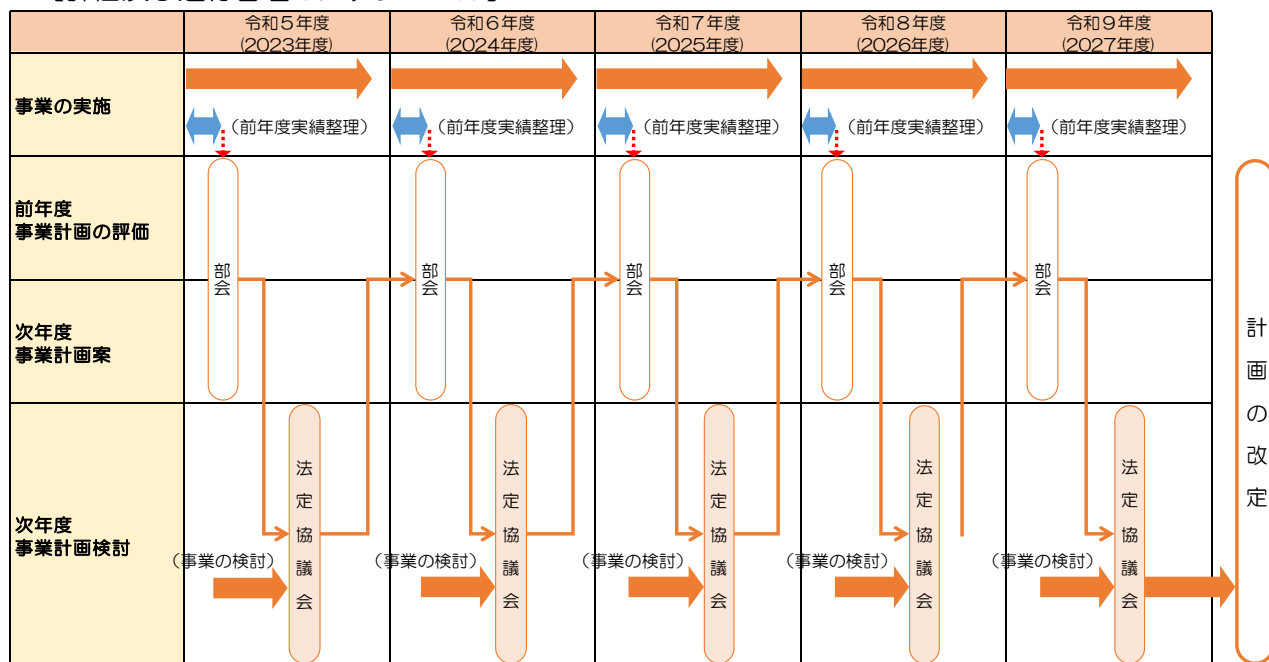 令和５年度
(2023年度)
令和６年度
(2024年度)
令和７年度
(2025年度)
令和８年度
(2026年度)
令和９年度
(2027年度)
事業の実施
（前年度実績整理）
（前年度実績整理）
（前年度実績整理）
（前年度実績整理）
（前年度実績整理）
前年度
事業計画の評価
部会
部会
部会
部会
部会
次年度
事業計画案
次年度
事業計画検討
（事業の検討）
法定協議会
（事業の検討）
法定協議会
（事業の検討）
法定協議会
（事業の検討）
法定協議会
（事業の検討）
法定協議会
計画の改定